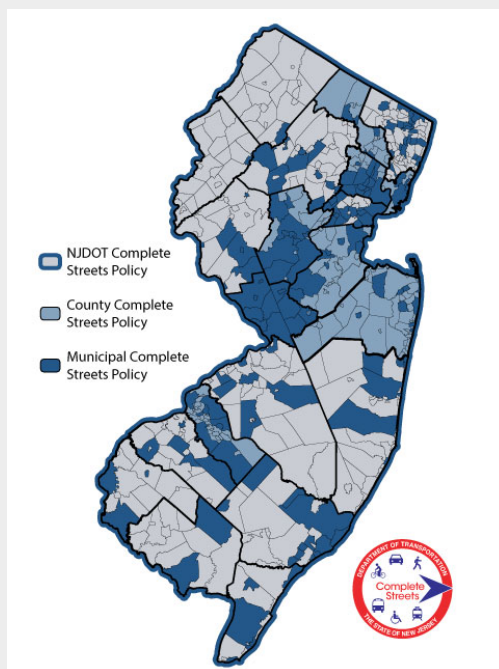 NJDOT Complete
Streets Policy
County Complete
Streets Policy
Municipal Complete
Streets Policy
DEPARTMENT OF TRANSPORTATION
Complete
Streets
THE STATE OF NEW JERSEY